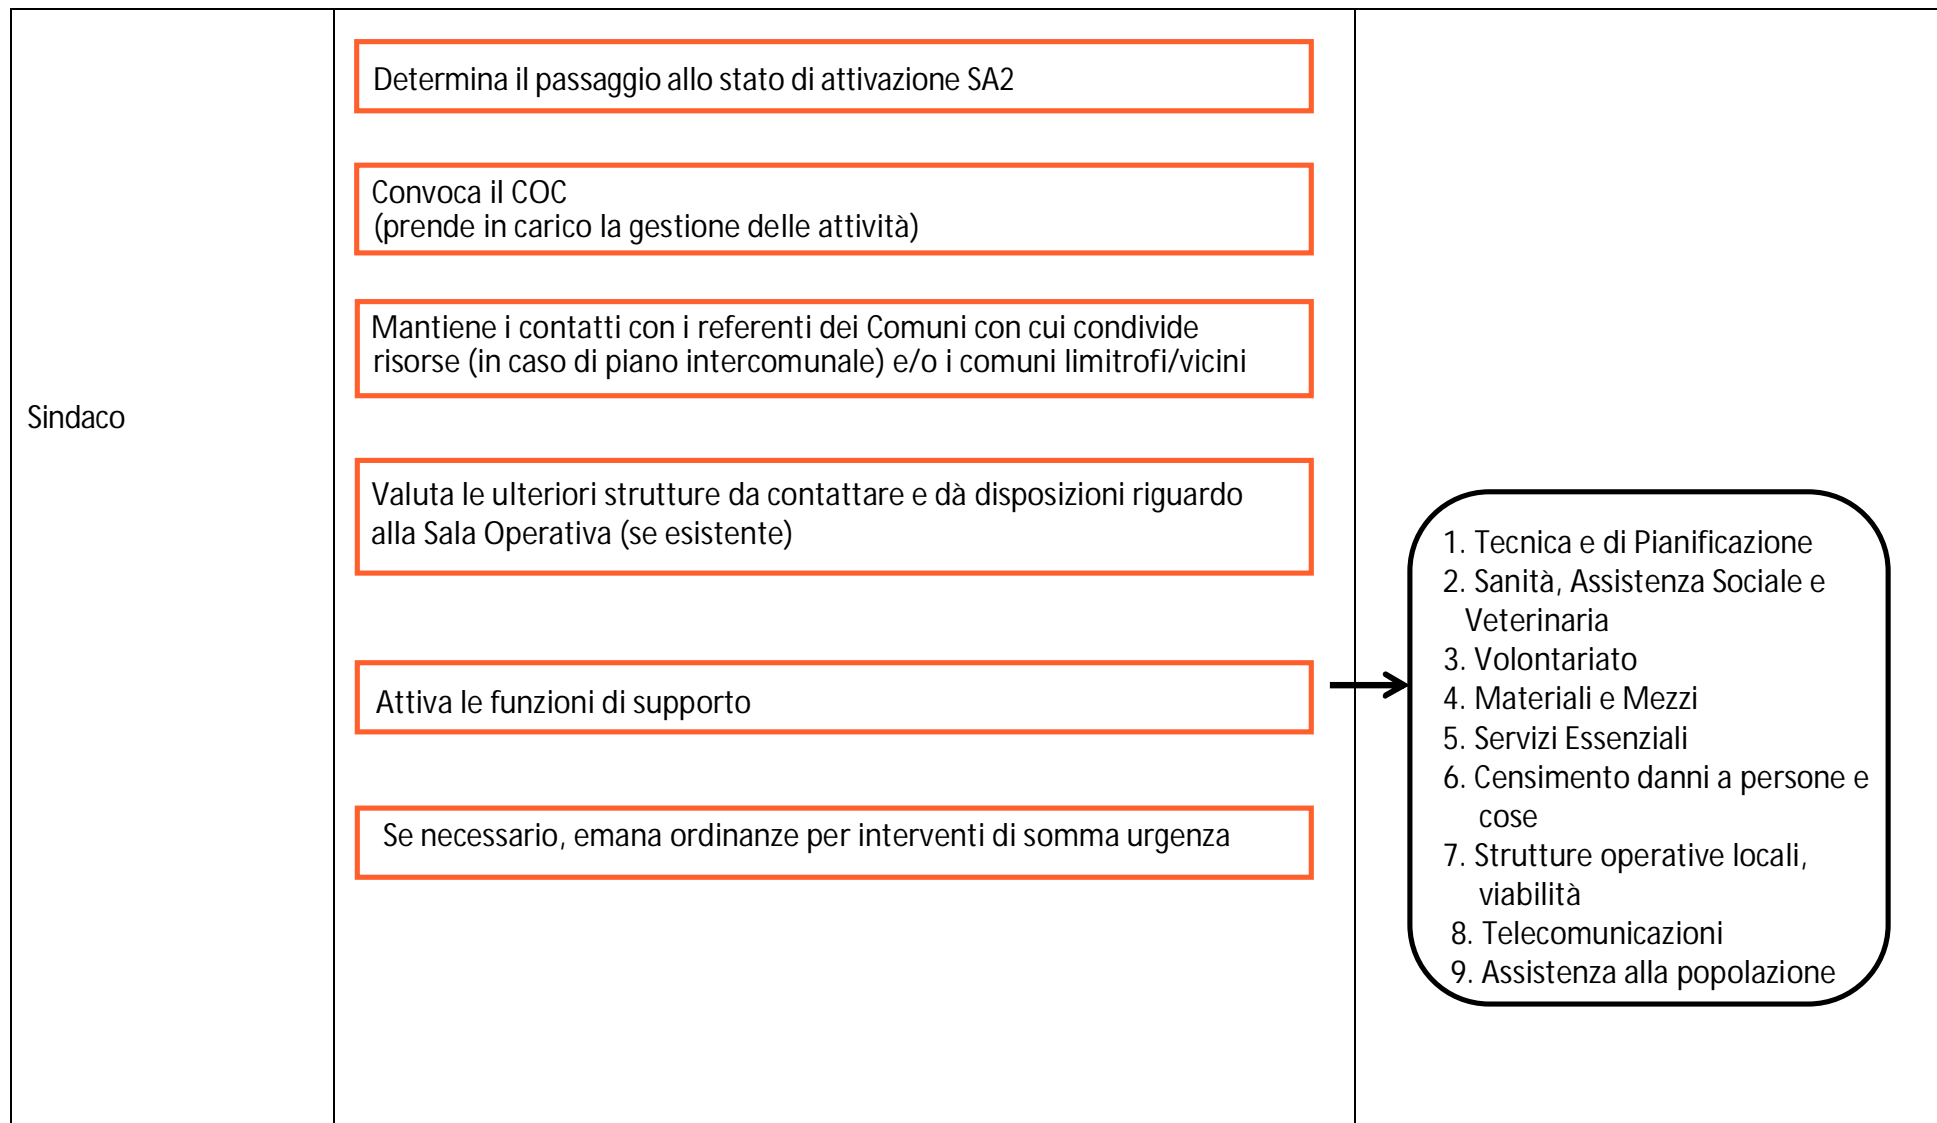 Sindaco
Determina il passaggio allo stato di attivazione SA2
Convoca il COC
(prende in carico la gestione delle attività)
Mantiene i contatti con i referenti dei Comuni con cui condivide
risorse (in caso di piano intercomunale) e/o i comuni limitrofi/vicini
Valuta le ulteriori strutture da contattare e dà disposizioni riguardo
alla Sala Operativa (se esistente)
Attiva le funzioni di supporto
Se necessario, emana ordinanze per interventi di somma urgenza
1. Tecnica e di Pianificazione
2. Sanità, Assistenza Sociale e
Veterinaria
3. Volontariato
4. Materiali e Mezzi
5. Servizi Essenziali
6. Censimento danni a persone e
cose
7. Strutture operative locali,
viabilità
8. Telecomunicazioni
9. Assistenza alla popolazione